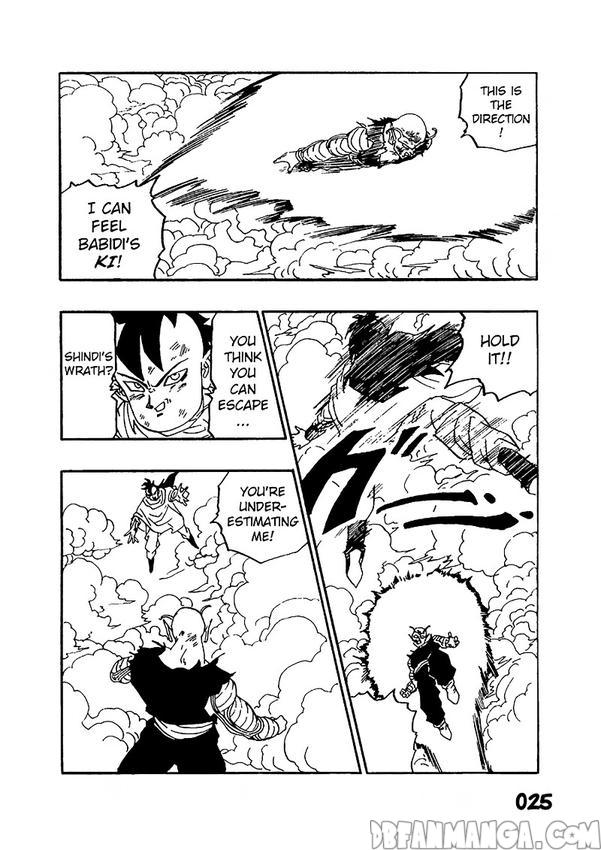 THIS IS
THE
DIRECTION
!
I CAN
FEEL
BABIDI'S
KI!
HOLD
IT!!
YOU
THINK
YOU
CAN
ESCAPE
...
SHINDI'S
WRATH?
YOU'RE
UNDER-
ESTIMATING
ME!
025
DBFANMANGA.COM